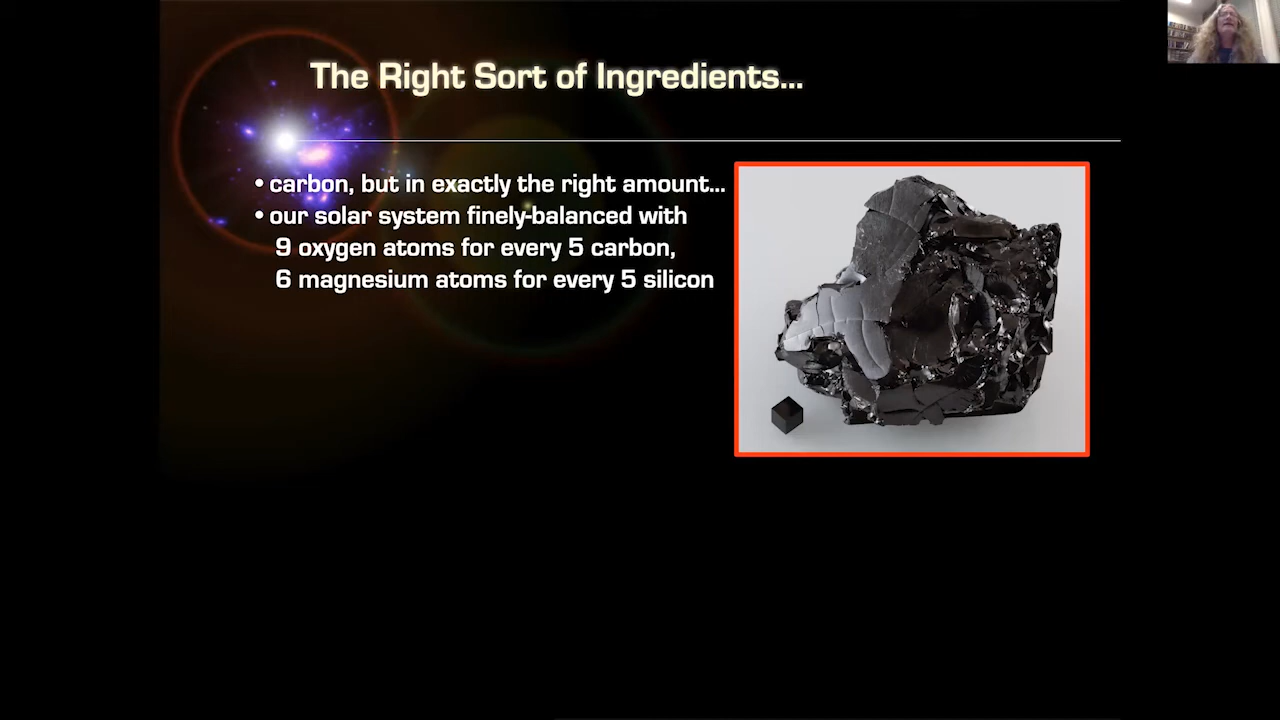 The Right Sort of Ingredients...
• carbon, but in exactly the right amount...
• our solar system finely-balanced with
9 oxygen atoms for every 5 carbon,
6 magnesium atoms for every 5 silicon